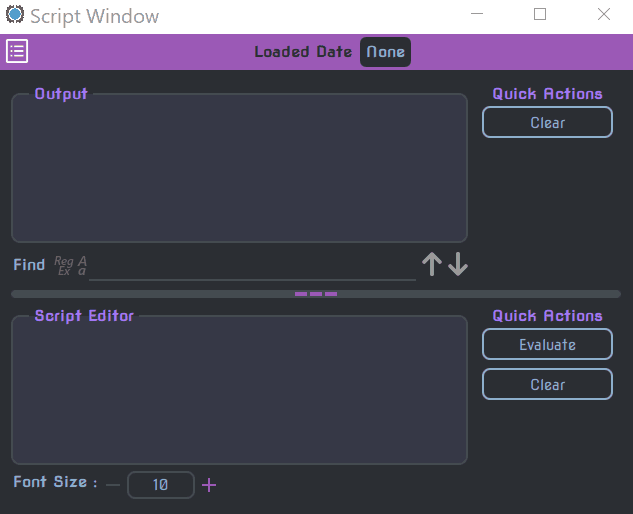 Script Window
Loaded Date None
Output
Quick Actions
Clear
Find Reg Ex A a
Script Editor
Quick Actions
Evaluate
Clear
Font Size : — 10 +